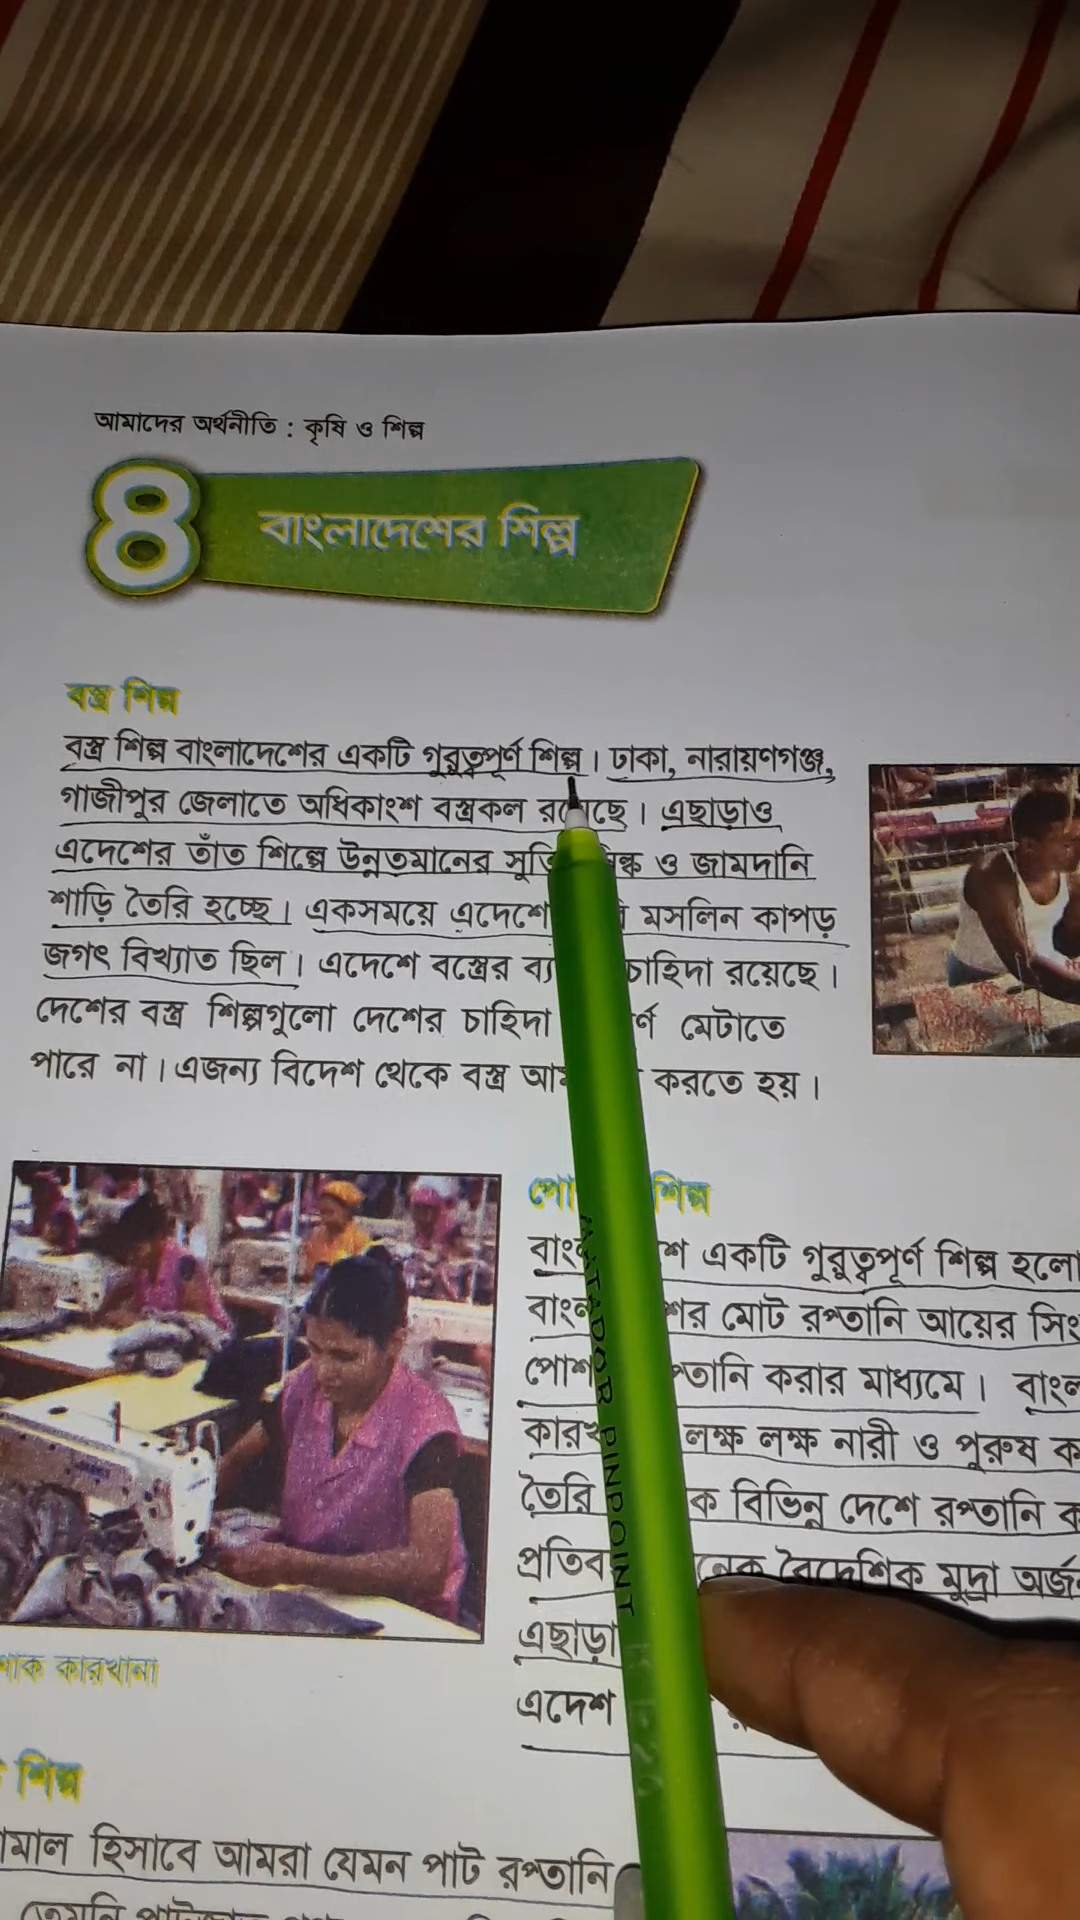 আমাদের অর্থনীতি : কৃষি ও শিল্প
৪ বাংলাদেশের শিল্প
বস্ত্র শিল্প
বস্ত্র শিল্প বাংলাদেশের একটি গুরুত্বপূর্ণ শিল্প। ঢাকা, নারায়ণগঞ্জ,
গাজীপুর জেলাতে অধিকাংশ বস্ত্রকল রয়েছে। এছাড়াও
এদেশের তাঁত শিল্পে উন্নতমানের সুতি ও জামদানি
শাড়ি তৈরি হচ্ছে। একসময়ে এদেশে মসলিন কাপড়
জগৎ বিখ্যাত ছিল। এদেশে বস্ত্রের চাহিদা রয়েছে।
দেশের বস্ত্র শিল্পগুলো দেশের চাহিদা মেটাতে
পারে না। এজন্য বিদেশ থেকে বস্ত্র করতে হয়।
শিল্প
একটি গুরুত্বপূর্ণ শিল্প হলো
মোট রপ্তানি আয়ের
করার মাধ্যমে।
লক্ষ লক্ষ নারী ও পুরুষ
তৈরি বিভিন্ন দেশে রপ্তানি
বৈদেশিক মুদ্রা
এছাড়া
এদেশ
কারখানা
শিল্প
হিসাবে আমরা যেমন পাট রপ্তানি
তেমনি
MATADOR PINPOINT